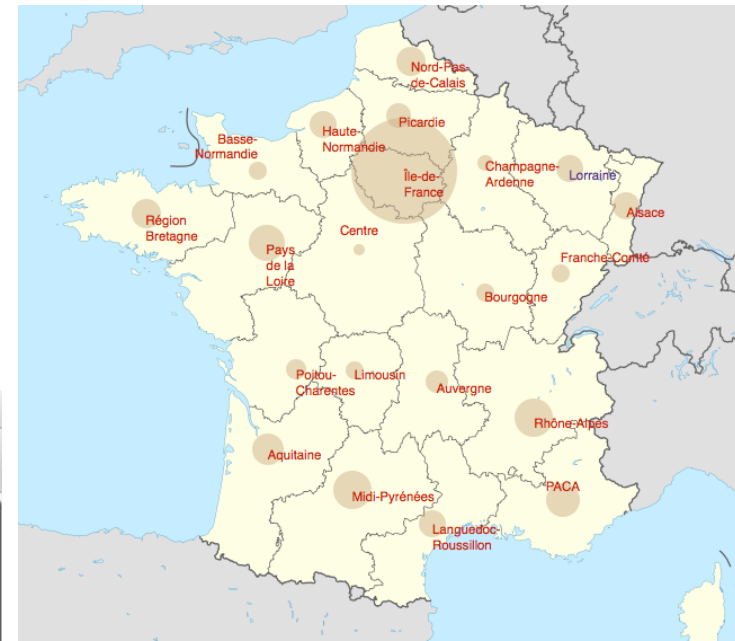 Nord-Pas-
de-Calais
Picardie
Haute-
Normandie
Basse-
Normandie
Île-de-
France
Champagne-
Ardenne
Lorraine
Alsace
Région
Bretagne
Centre
Pays
de la
Loire
Franche-Comté
Bourgogne
Poitou-
Charentes
Limousin
Auvergne
Rhône-Alpes
Aquitaine
Midi-Pyrénées
PACA
Languedoc-
Roussillon